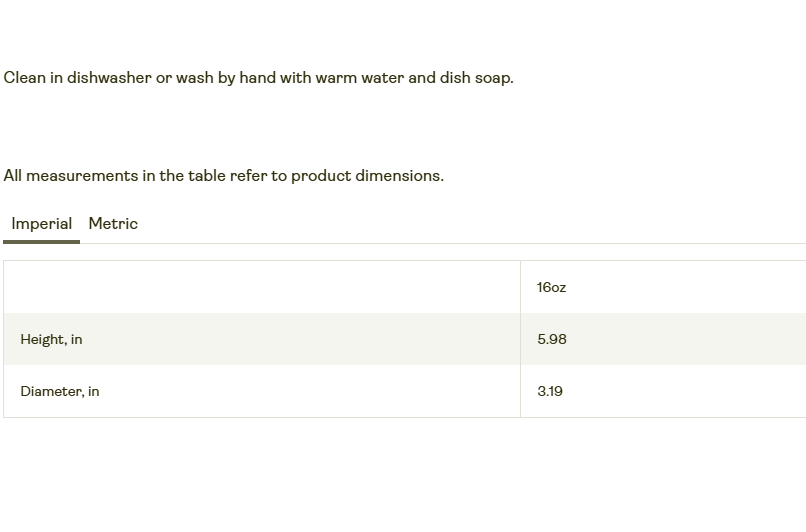 Clean in dishwasher or wash by hand with warm water and dish soap.
All measurements in the table refer to product dimensions.
Imperial Metric
16oz
Height, in 5.98
Diameter, in 3.19